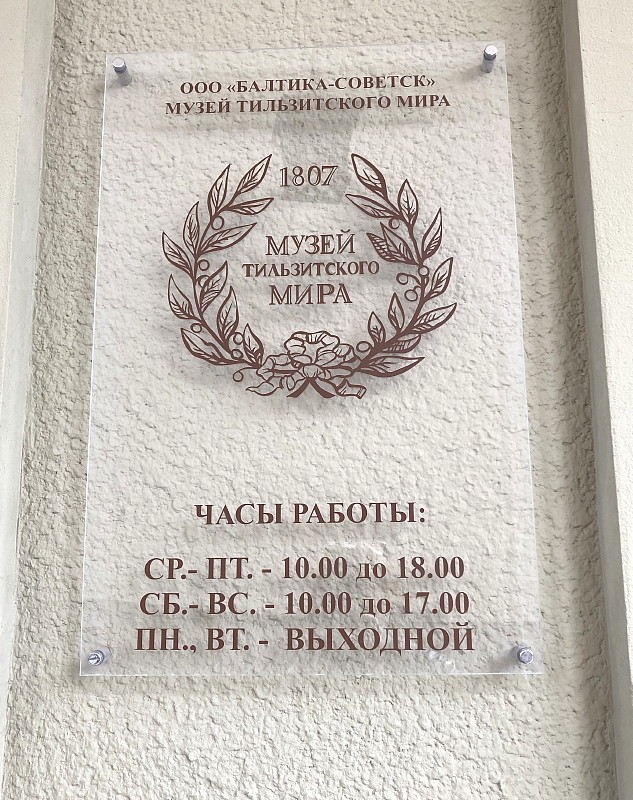 ООО «БАЛТИКА-СОВЕТСК»
МУЗЕЙ ТИЛЬЗИТСКОГО МИРА
1807
МУЗЕЙ
ТИЛЬЗИТСКОГО
МИРА
ЧАСЫ РАБОТЫ:
СР.- ПТ. - 10.00 до 18.00
СБ.- ВС. - 10.00 до 17.00
ПН., ВТ. - ВЫХОДНОЙ